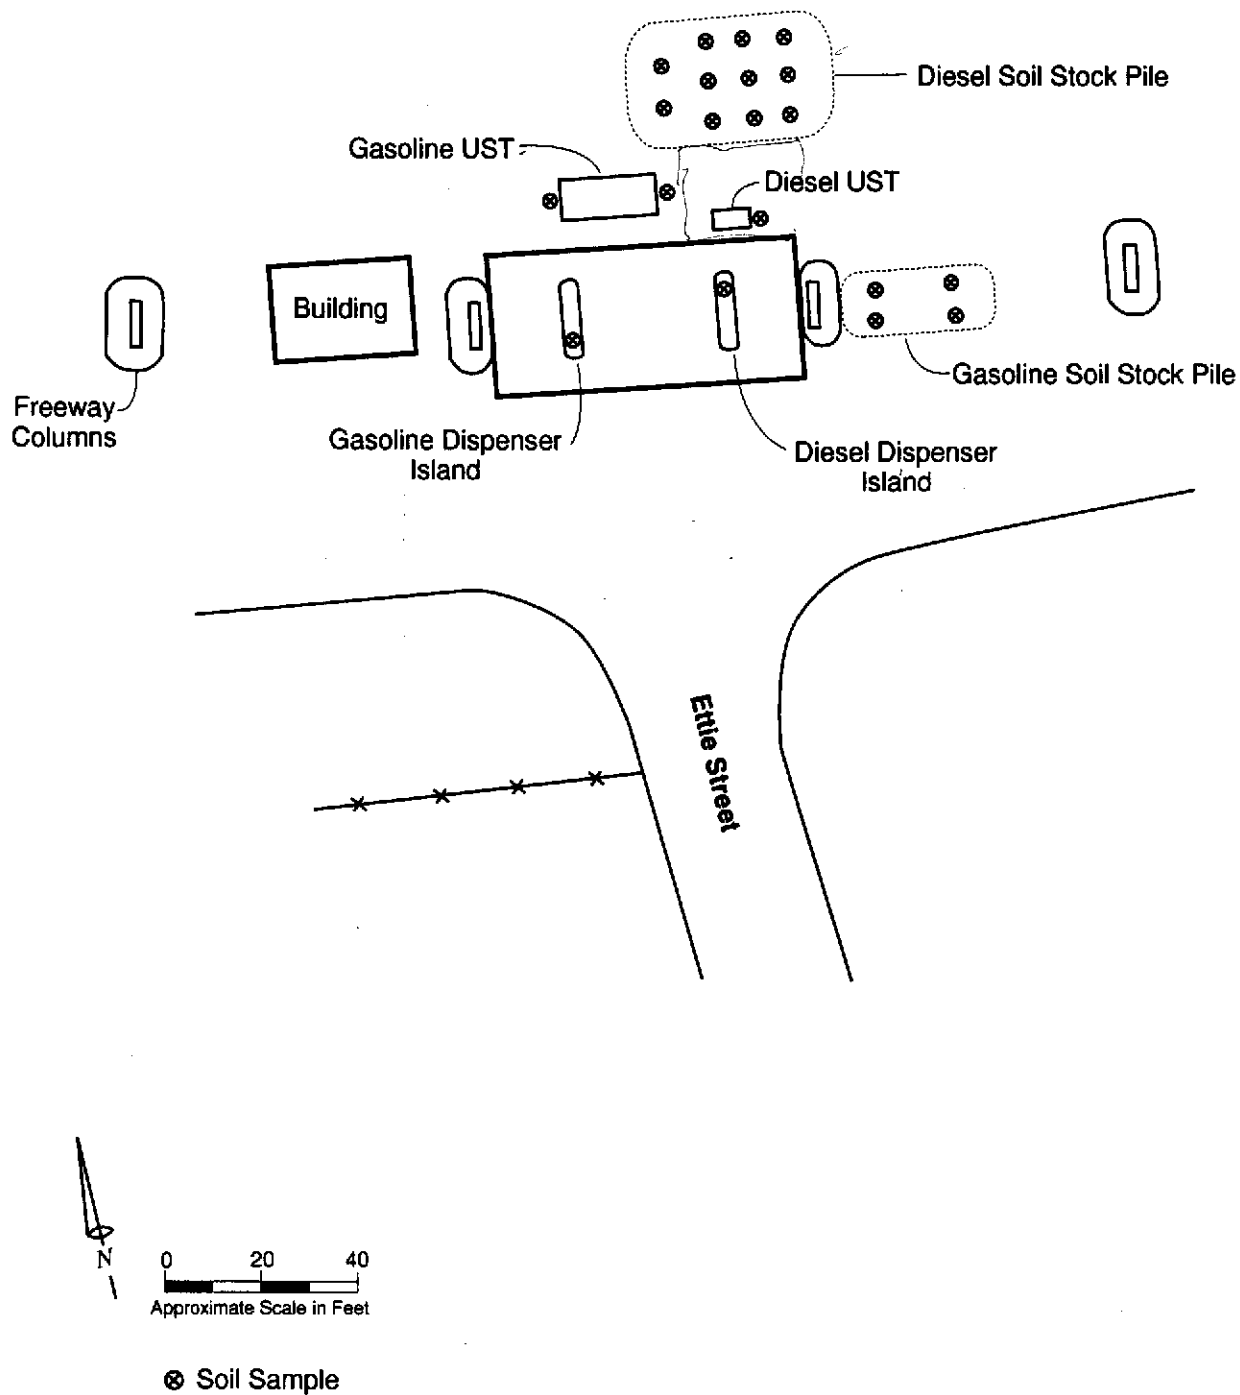 Diesel Soil Stock Pile
Gasoline UST
Diesel UST
Building
Gasoline Soil Stock Pile
Freeway
Columns
Gasoline Dispenser
Island
Diesel Dispenser
Island
Ettie Street
N
0 20 40
Approximate Scale in Feet
Soil Sample